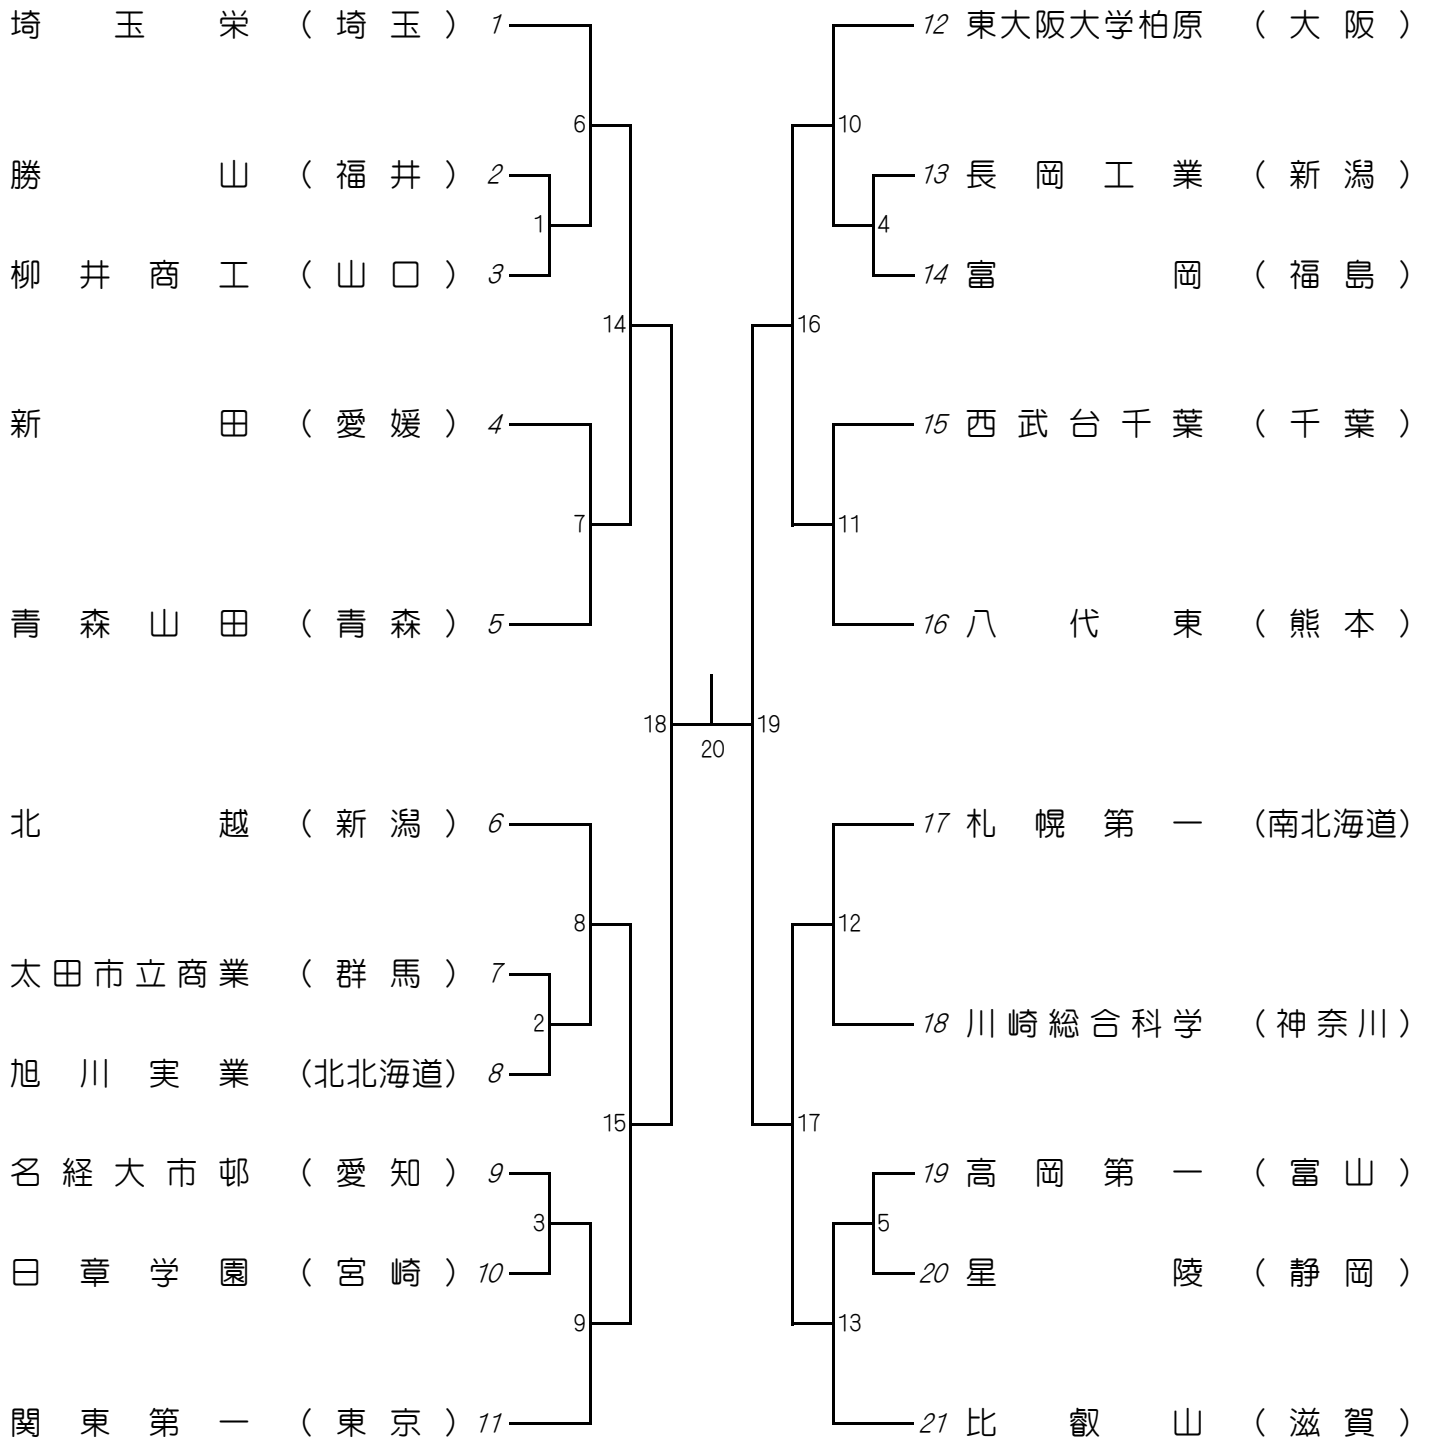 埼玉栄（埼玉）1
6
勝山（福井）2
1
柳井商工（山口）3
14
新田（愛媛）4
7
青森山田（青森）5
18
北越（新潟）6
8
太田市立商業（群馬）7
2
旭川実業（北北海道）8
15
名経大市邨（愛知）9
3
日章学園（宮崎）10
9
関東第一（東京）11
20
12 東大阪大学柏原（大阪）
10
13 長岡工業（新潟）
4
14 富岡（福島）
16
15 西武台千葉（千葉）
11
16 八代東（熊本）
19
17 札幌第一（南北海道）
12
18 川崎総合科学（神奈川）
17
19 高岡第一（富山）
5
20 星陵（静岡）
13
21 比叡山（滋賀）